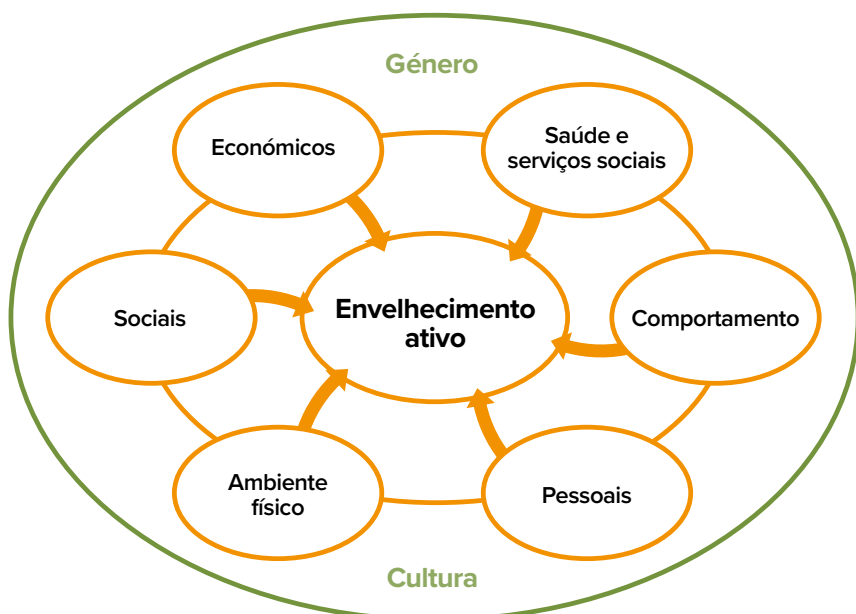 Género
Económicos
Saúde e
serviços sociais
Sociais
Envelhecimento
ativo
Comportamento
Ambiente
físico
Pessoais
Cultura